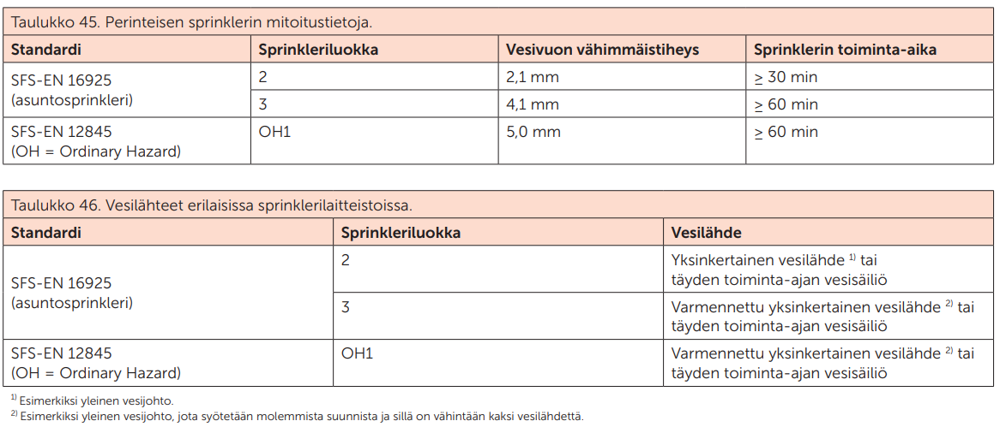 Taulukko 45. Perinteisen sprinklerin mitoitustietoja.
Standardi Sprinkleriluokka Vesivuon vähimmäistiheys Sprinklerin toiminta-aika
SFS-EN 16925
(asuntosprinkleri)
2 2,1 mm ≥ 30 min
3 4,1 mm ≥ 60 min
SFS-EN 12845
(OH = Ordinary Hazard)
OH1 5,0 mm ≥ 60 min
Taulukko 46. Vesilähteet erilaisissa sprinklerilaitteistoissa.
Standardi Sprinkleriluokka Vesilähde
SFS-EN 16925
(asuntosprinkleri)
2 Yksinkertainen vesilähde 1) tai
täyden toiminta-ajan vesisäiliö
3 Varmennettu yksinkertainen vesilähde 2) tai
täyden toiminta-ajan vesisäiliö
SFS-EN 12845
(OH = Ordinary Hazard)
OH1 Varmennettu yksinkertainen vesilähde 2) tai
täyden toiminta-ajan vesisäiliö
1) Esimerkiksi yleinen vesijohto.
2) Esimerkiksi yleinen vesijohto, jota syötetään molemmista suunnista ja sillä on vähintään kaksi vesilähdettä.